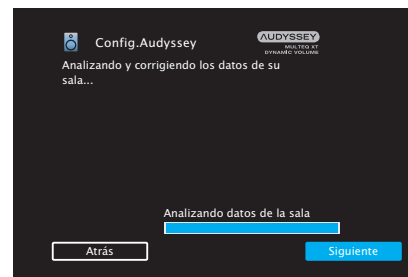 Config.Audyssey
AUDYSSEY
MULTEQ XT
DYNAMIC VOLUME
Analizando y corrigiendo los datos de su
sala...
Analizando datos de la sala
Atrás
Siguiente